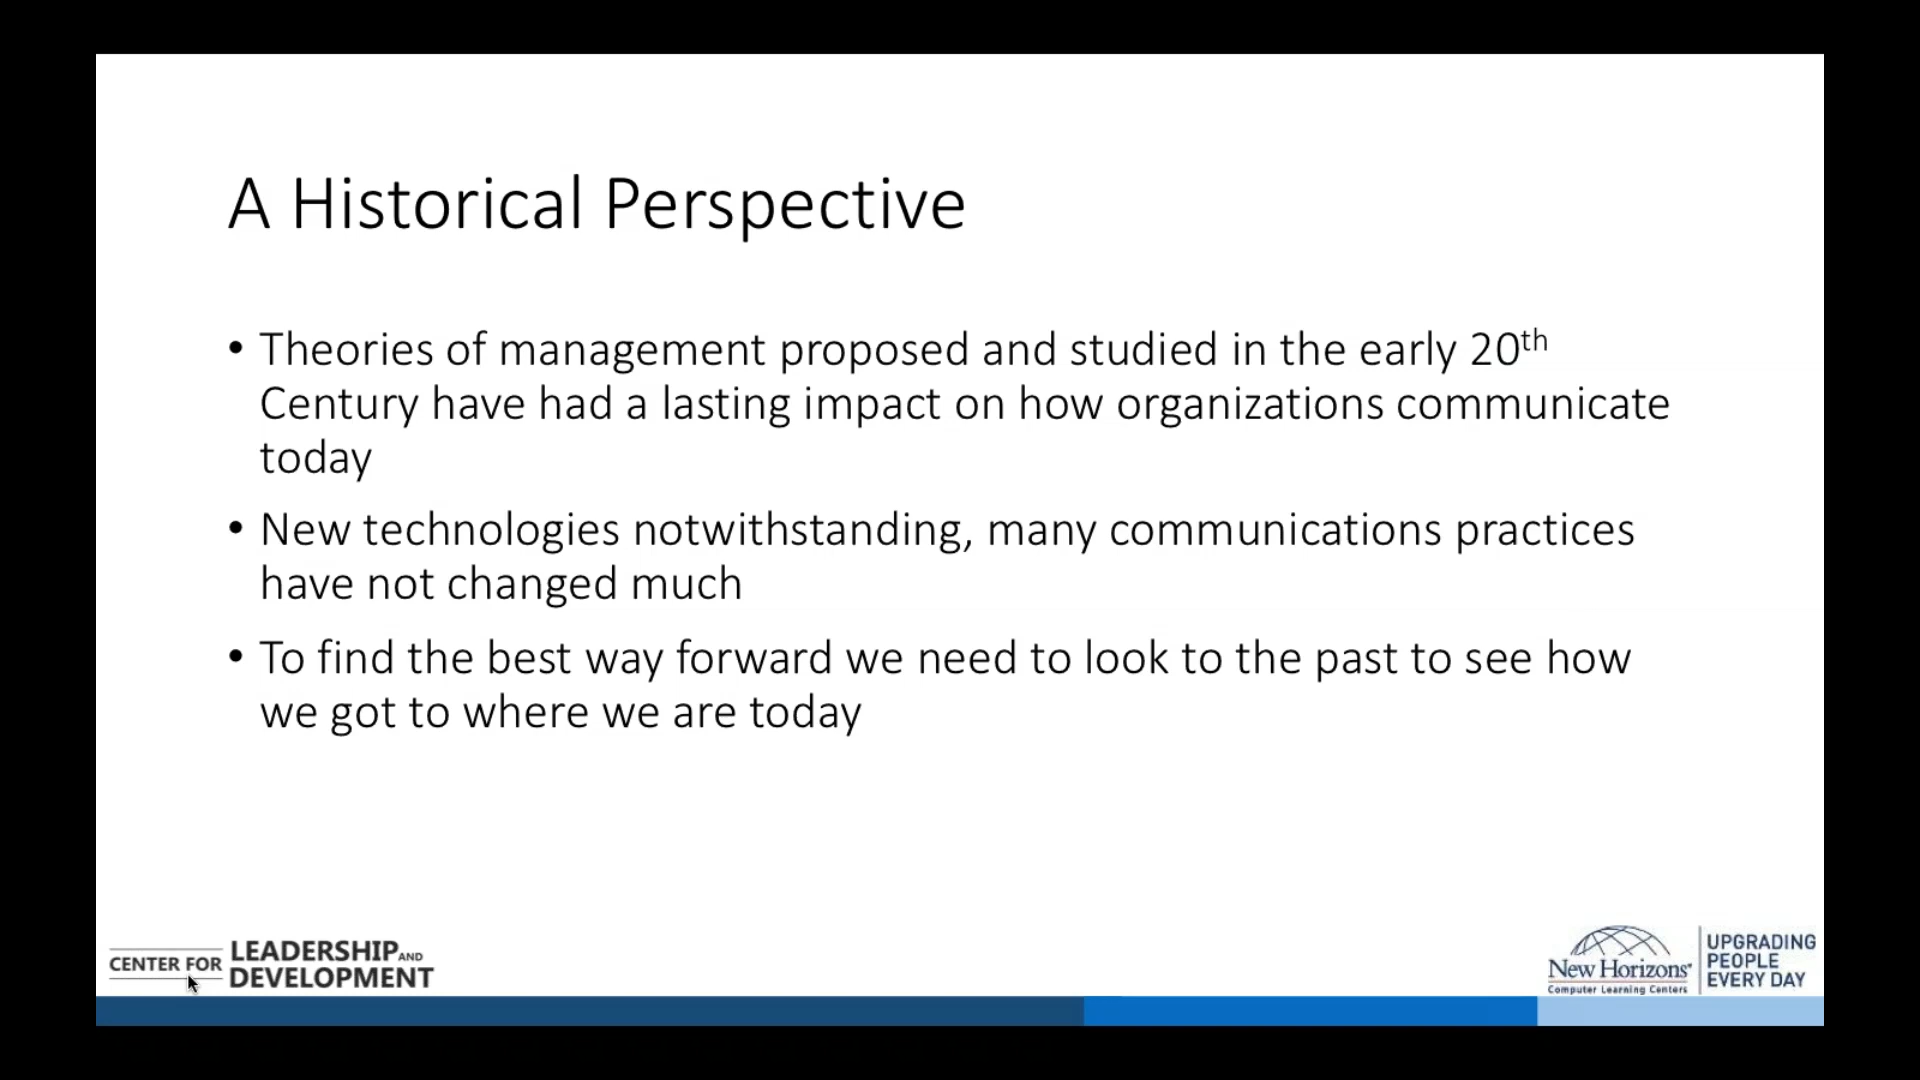 A Historical Perspective
• Theories of management proposed and studied in the early 20th
Century have had a lasting impact on how organizations communicate
today
• New technologies notwithstanding, many communications practices
have not changed much
• To find the best way forward we need to look to the past to see how
we got to where we are today
CENTER FOR LEADERSHIP AND
DEVELOPMENT
New Horizons®
Computer Learning Centers
UPGRADING
PEOPLE
EVERY DAY